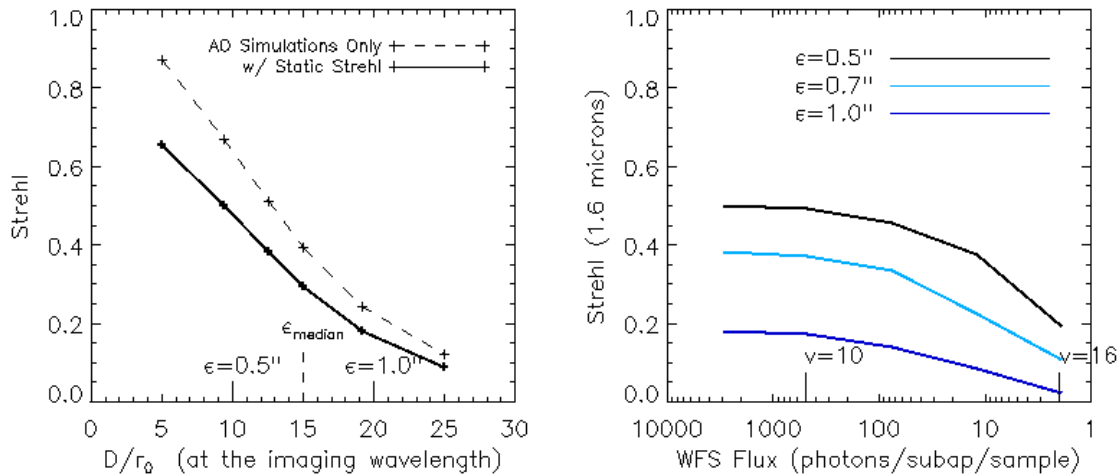 1.0
0.8
0.6
0.4
0.2
0.0
Strehl
AO Simulations Only
w/ Static Strehl
ϵmedian
ϵ=0.5"
ϵ=1.0"
0 5 10 15 20 25 30
D/r₀ (at the imaging wavelength)
1.0
0.8
0.6
0.4
0.2
0.0
Strehl (1.6 microns)
ϵ=0.5"
ϵ=0.7"
ϵ=1.0"
v=10
v=16
10000 1000 100 10 1
WFS Flux (photons/subap/sample)